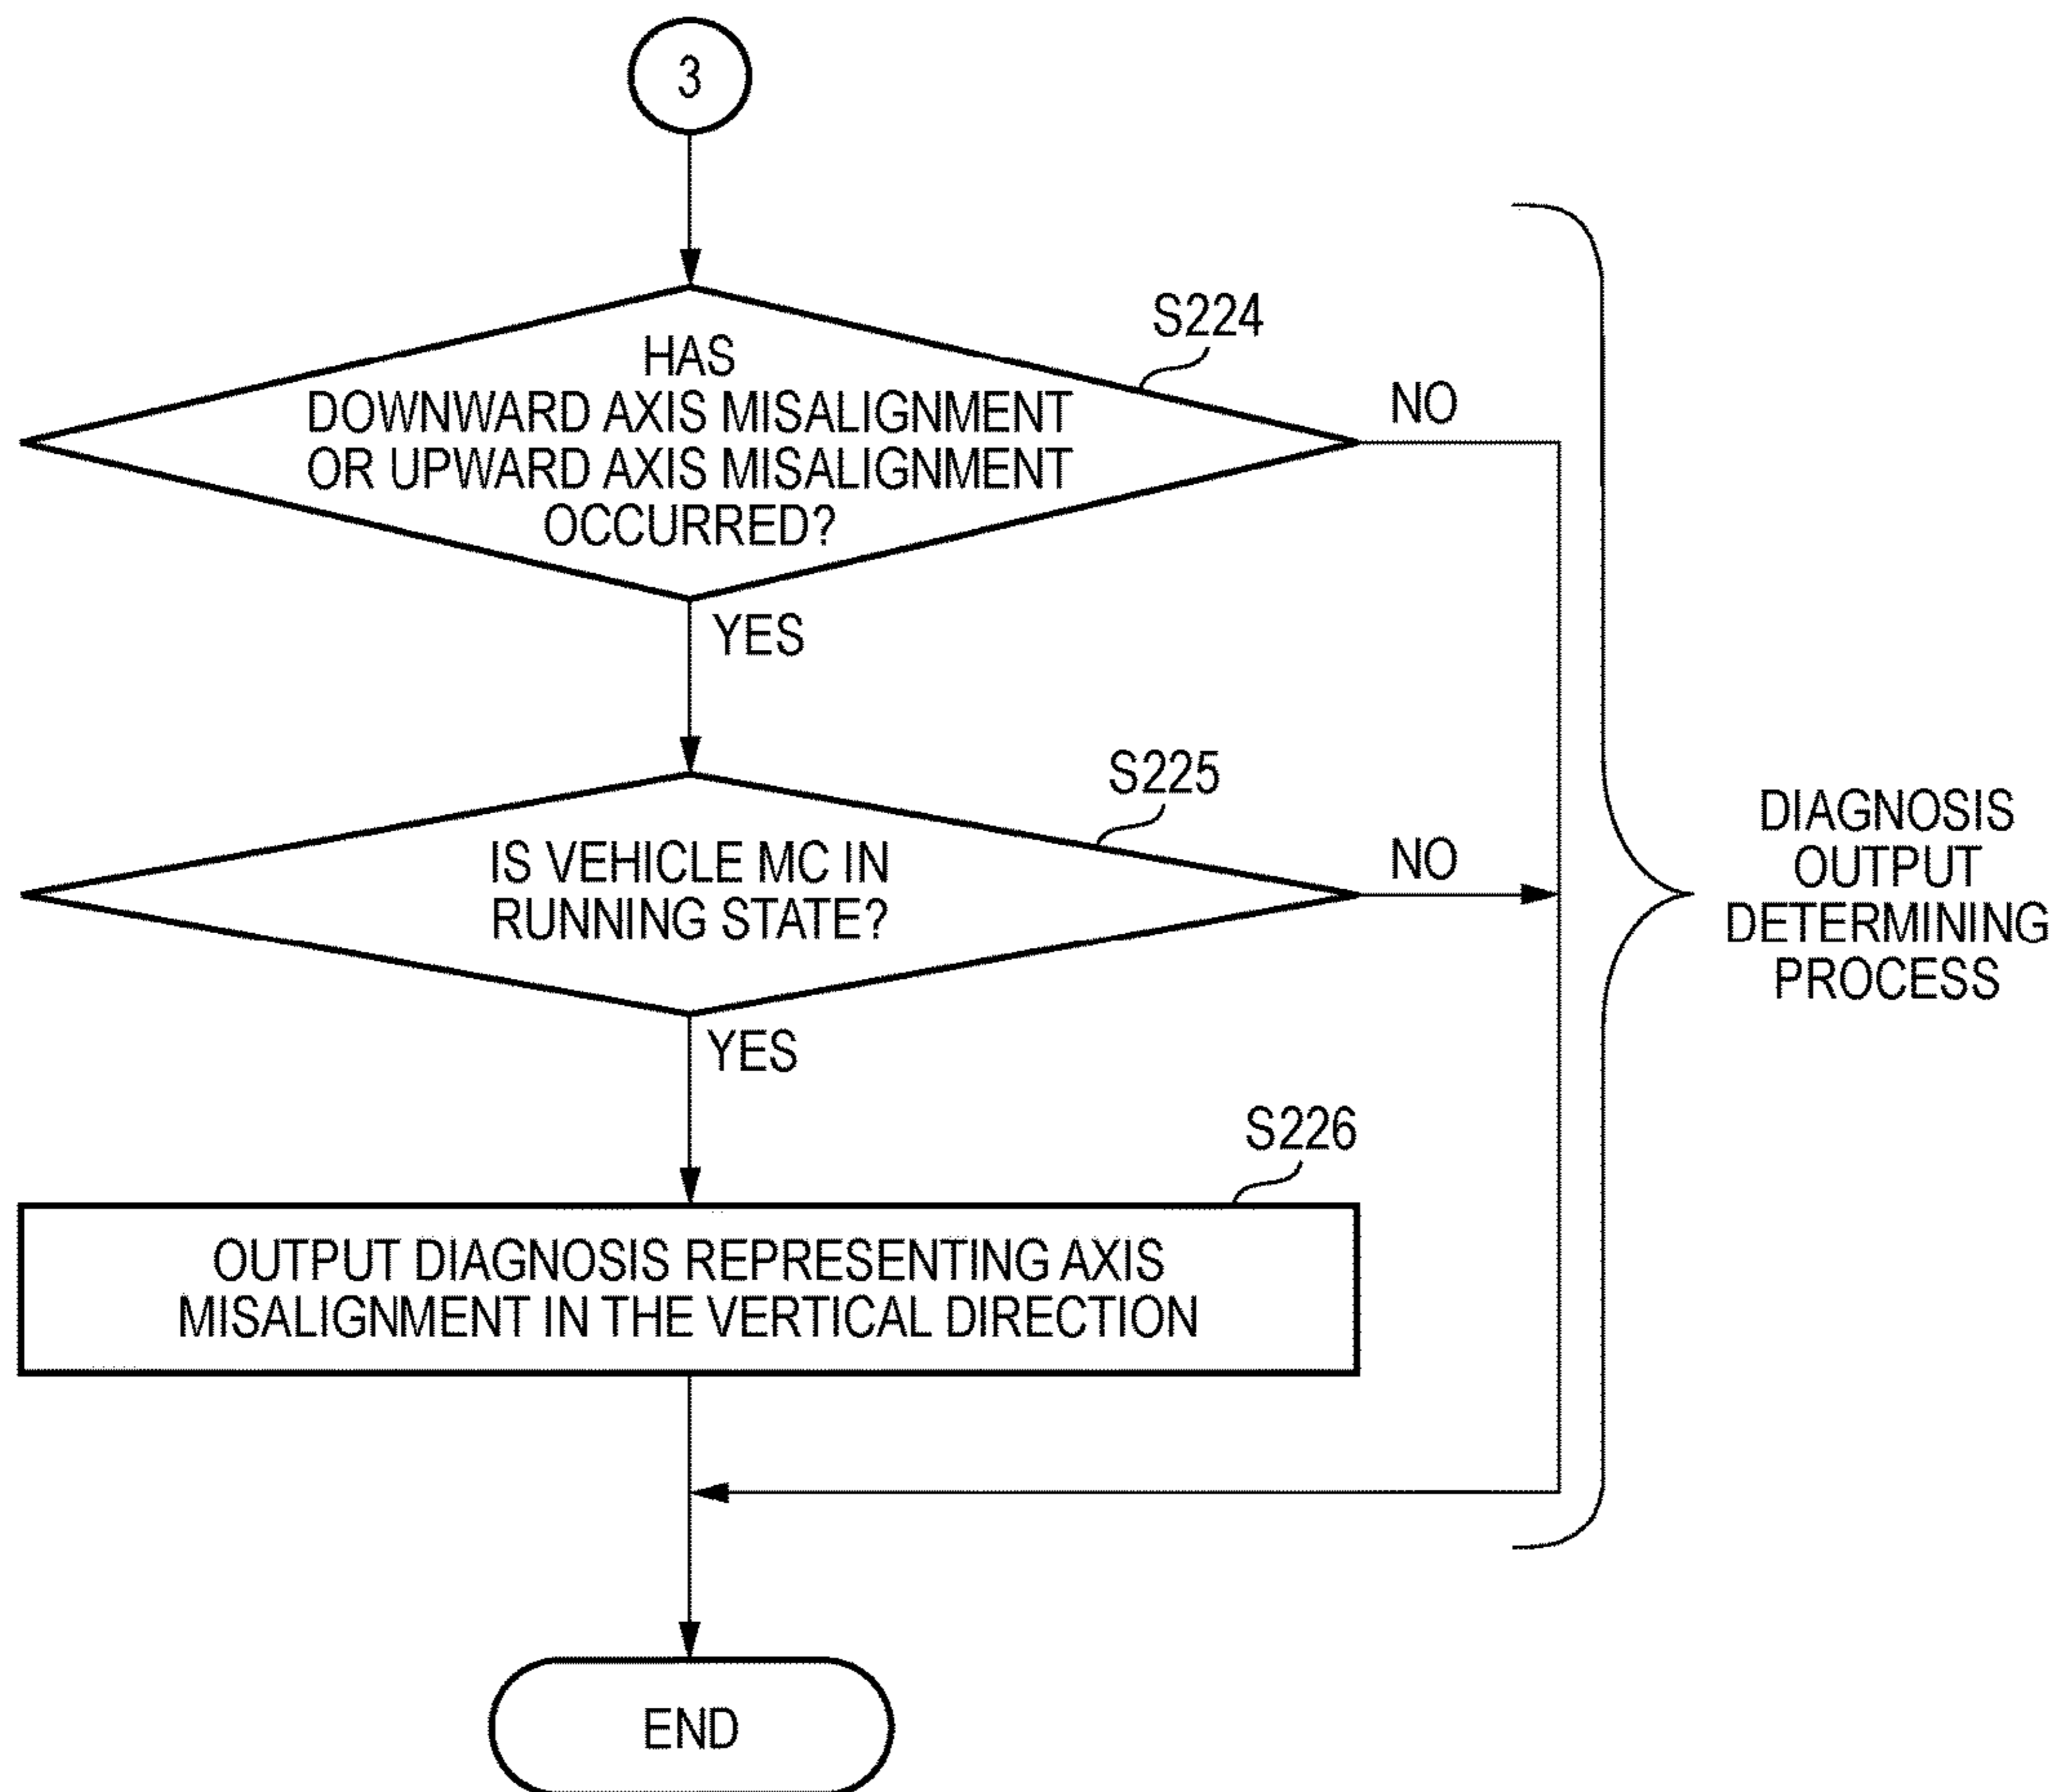 3
S224
HAS
DOWNWARD AXIS MISALIGNMENT
OR UPWARD AXIS MISALIGNMENT
OCCURRED?
NO
YES
S225
IS VEHICLE MC IN
RUNNING STATE?
NO
YES
S226
OUTPUT DIAGNOSIS REPRESENTING AXIS
MISALIGNMENT IN THE VERTICAL DIRECTION
END
DIAGNOSIS
OUTPUT
DETERMINING
PROCESS